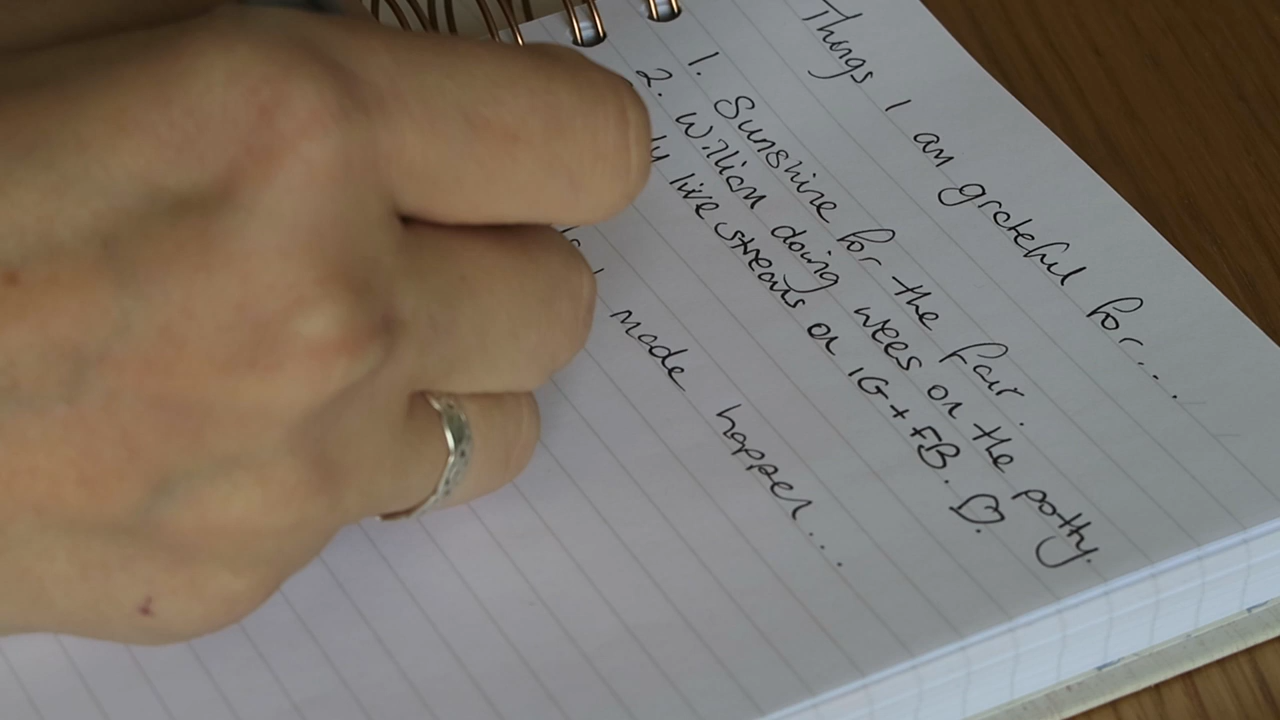 Things I am grateful for...
1. Sunshine for the fair.
2. William doing wees on the potty.
live streams on IG + FB. ♡.
made happen...